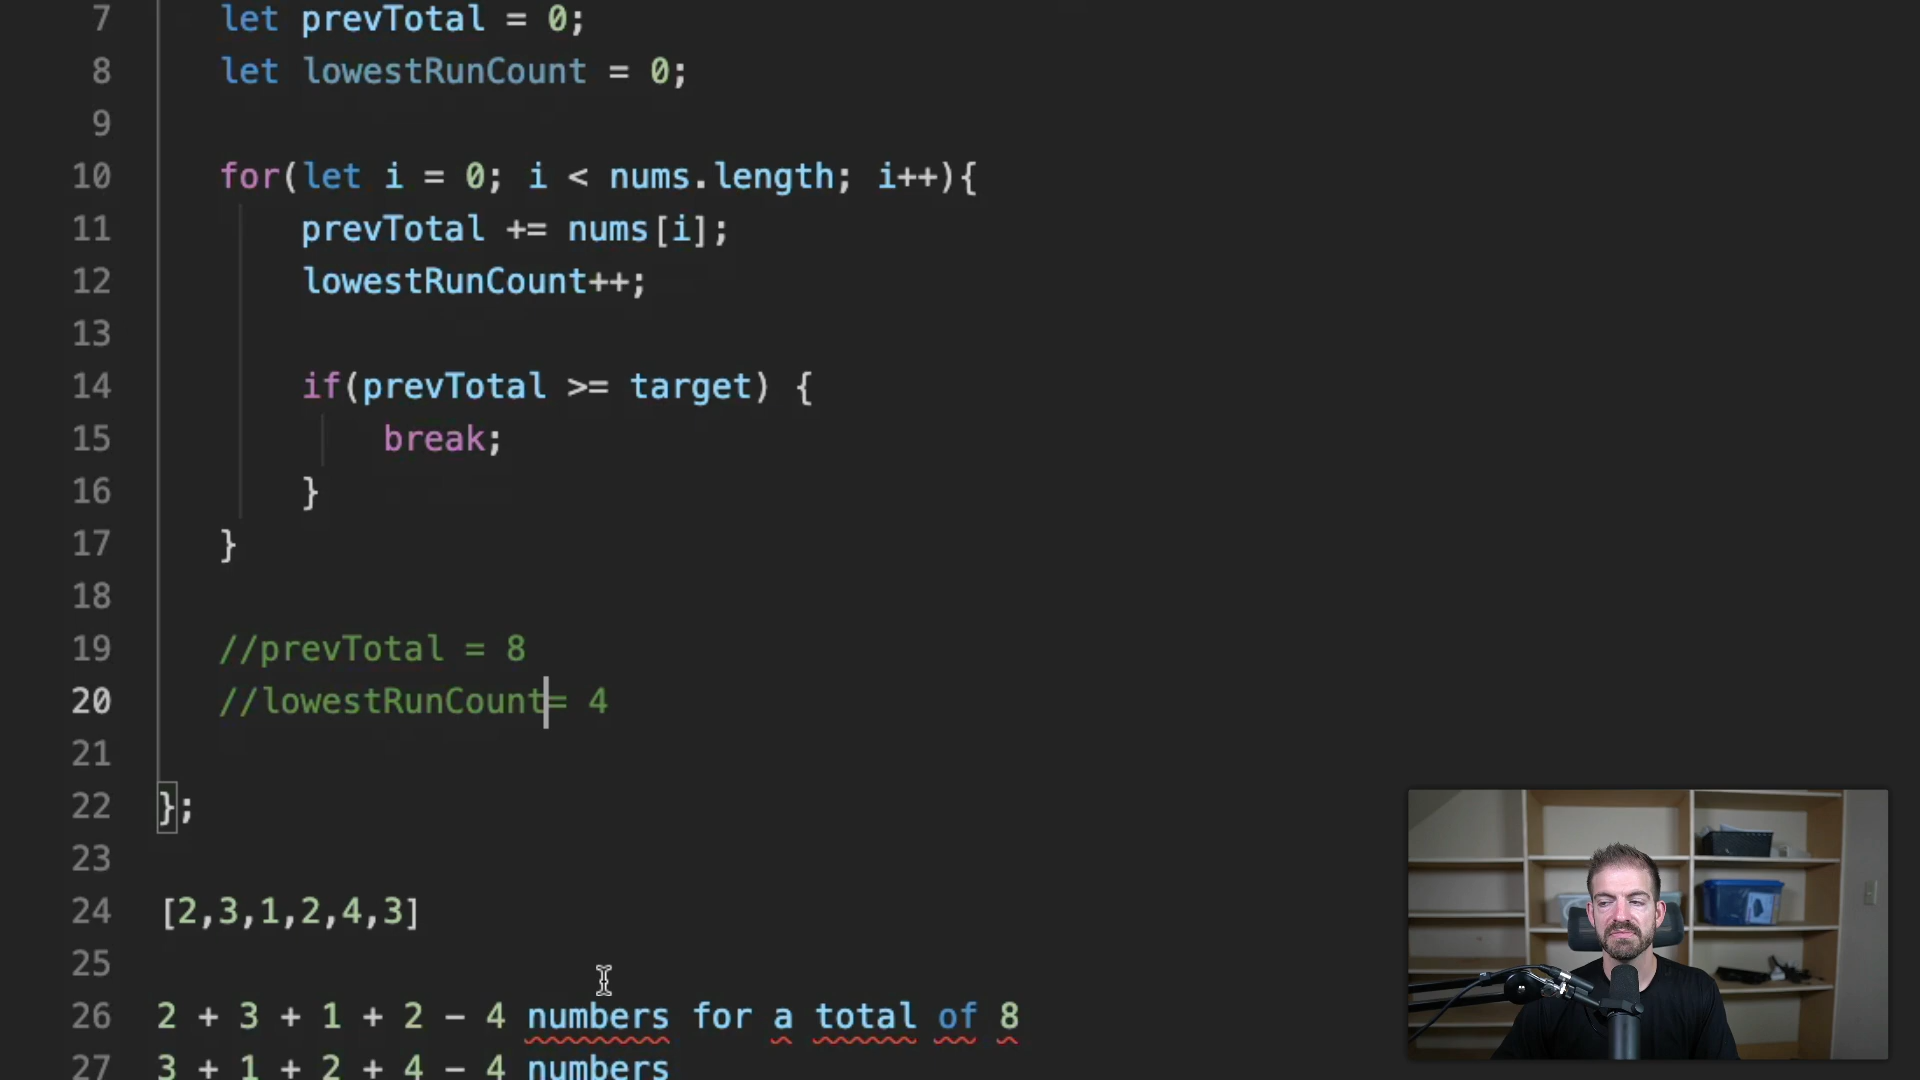 7 let prevTotal = 0;
8 let lowestRunCount = 0;
9
10 for(let i = 0; i < nums.length; i++){
11 prevTotal += nums[i];
12 lowestRunCount++;
13
14 if(prevTotal >= target) {
15 break;
16 }
17 }
18
19 //prevTotal = 8
20 //lowestRunCount= 4
21
22 };
23
24 [2,3,1,2,4,3]
25
26 2 + 3 + 1 + 2 - 4 numbers for a total of 8
27 3 + 1 + 2 + 4 - 4 numbers